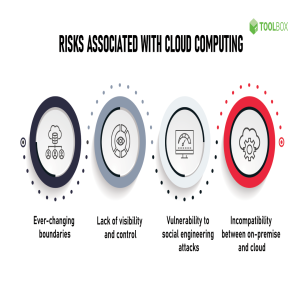 TOOLBOX
RISKS ASSOCIATED WITH CLOUD COMPUTING
Ever-changing
boundaries
Lack of visibility
and control
Vulnerability to
social engineering
attacks
Incompatibility
between on-premise
and cloud